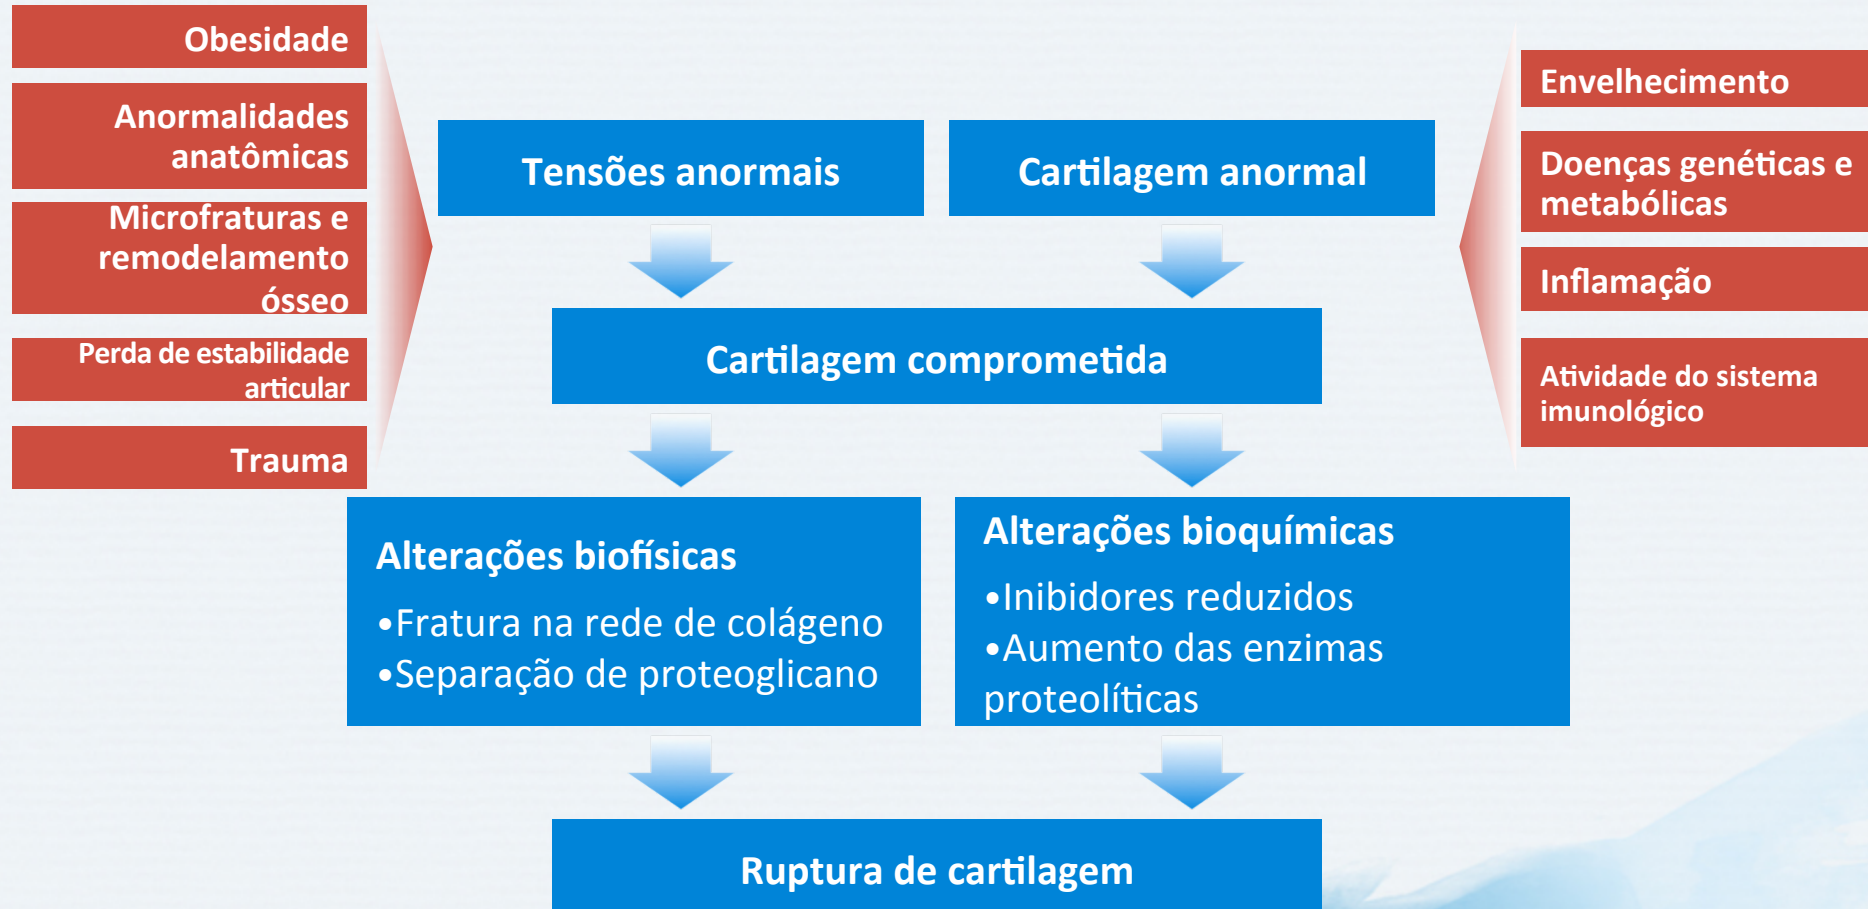 Obesidade
Anormalidades
anatômicas
Microfraturas e
remodelamento
ósseo
Perda de estabilidade
articular
Trauma
Tensões anormais
Cartilagem anormal
Envelhecimento
Doenças genéticas e
metabólicas
Inflamação
Atividade do sistema
imunológico
Cartilagem comprometida
Alterações biofísicas
•Fratura na rede de colágeno
•Separação de proteoglicano
Alterações bioquímicas
•Inibidores reduzidos
•Aumento das enzimas
proteolíticas
Ruptura de cartilagem